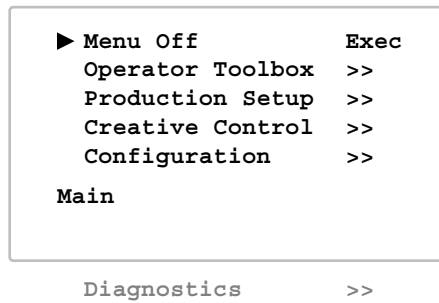 ▶ Menu Off Exec
Operator Toolbox >>
Production Setup >>
Creative Control >>
Configuration >>
Main
Diagnostics >>